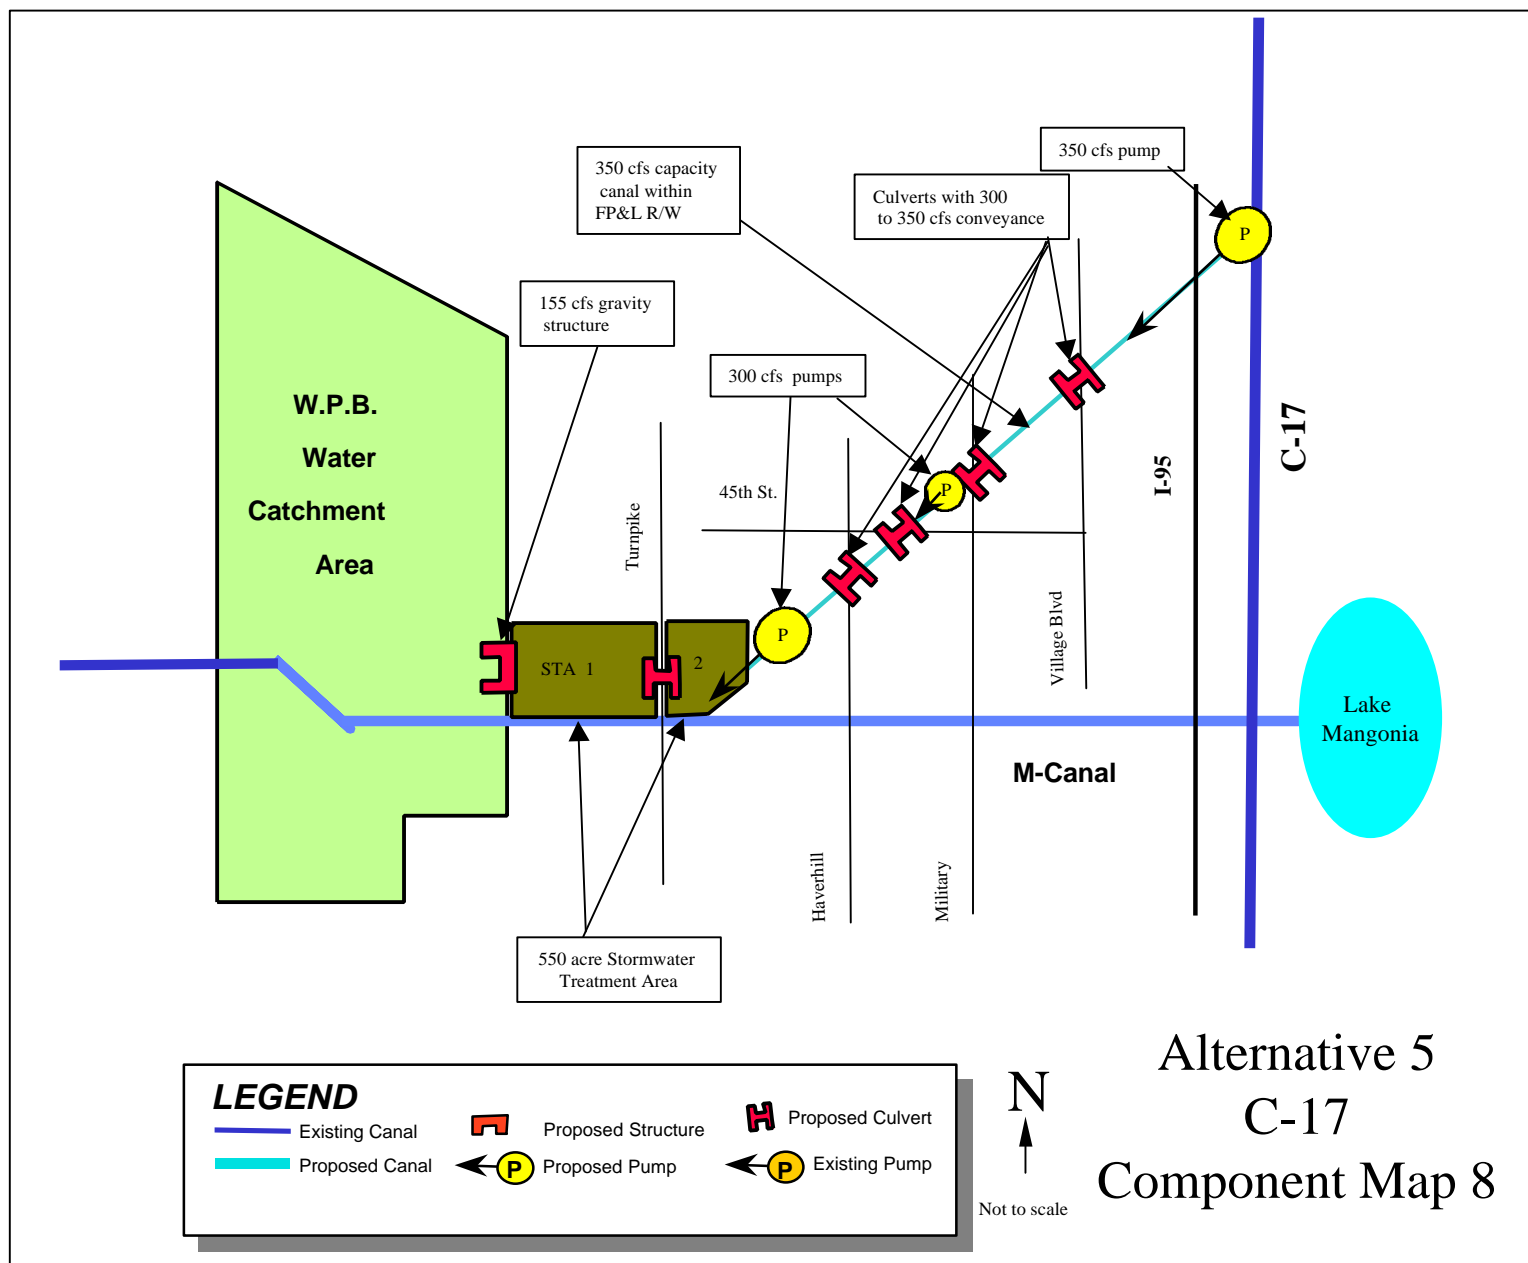 350 cfs pump
350 cfs capacity
canal within
FP&L R/W
Culverts with 300
to 350 cfs conveyance
P
155 cfs gravity
structure
300 cfs pumps
W.P.B.
Water
Catchment
Area
C-17
I-95
45th St.
P
Turnpike
Village Blvd
P
STA 1
2
Lake
Mangonia
M-Canal
Haverhill
Military
550 acre Stormwater
Treatment Area
LEGEND
Existing Canal
Proposed Structure
Proposed Culvert
Proposed Canal
P
Proposed Pump
P
Existing Pump
N
Not to scale
Alternative 5
C-17
Component Map 8